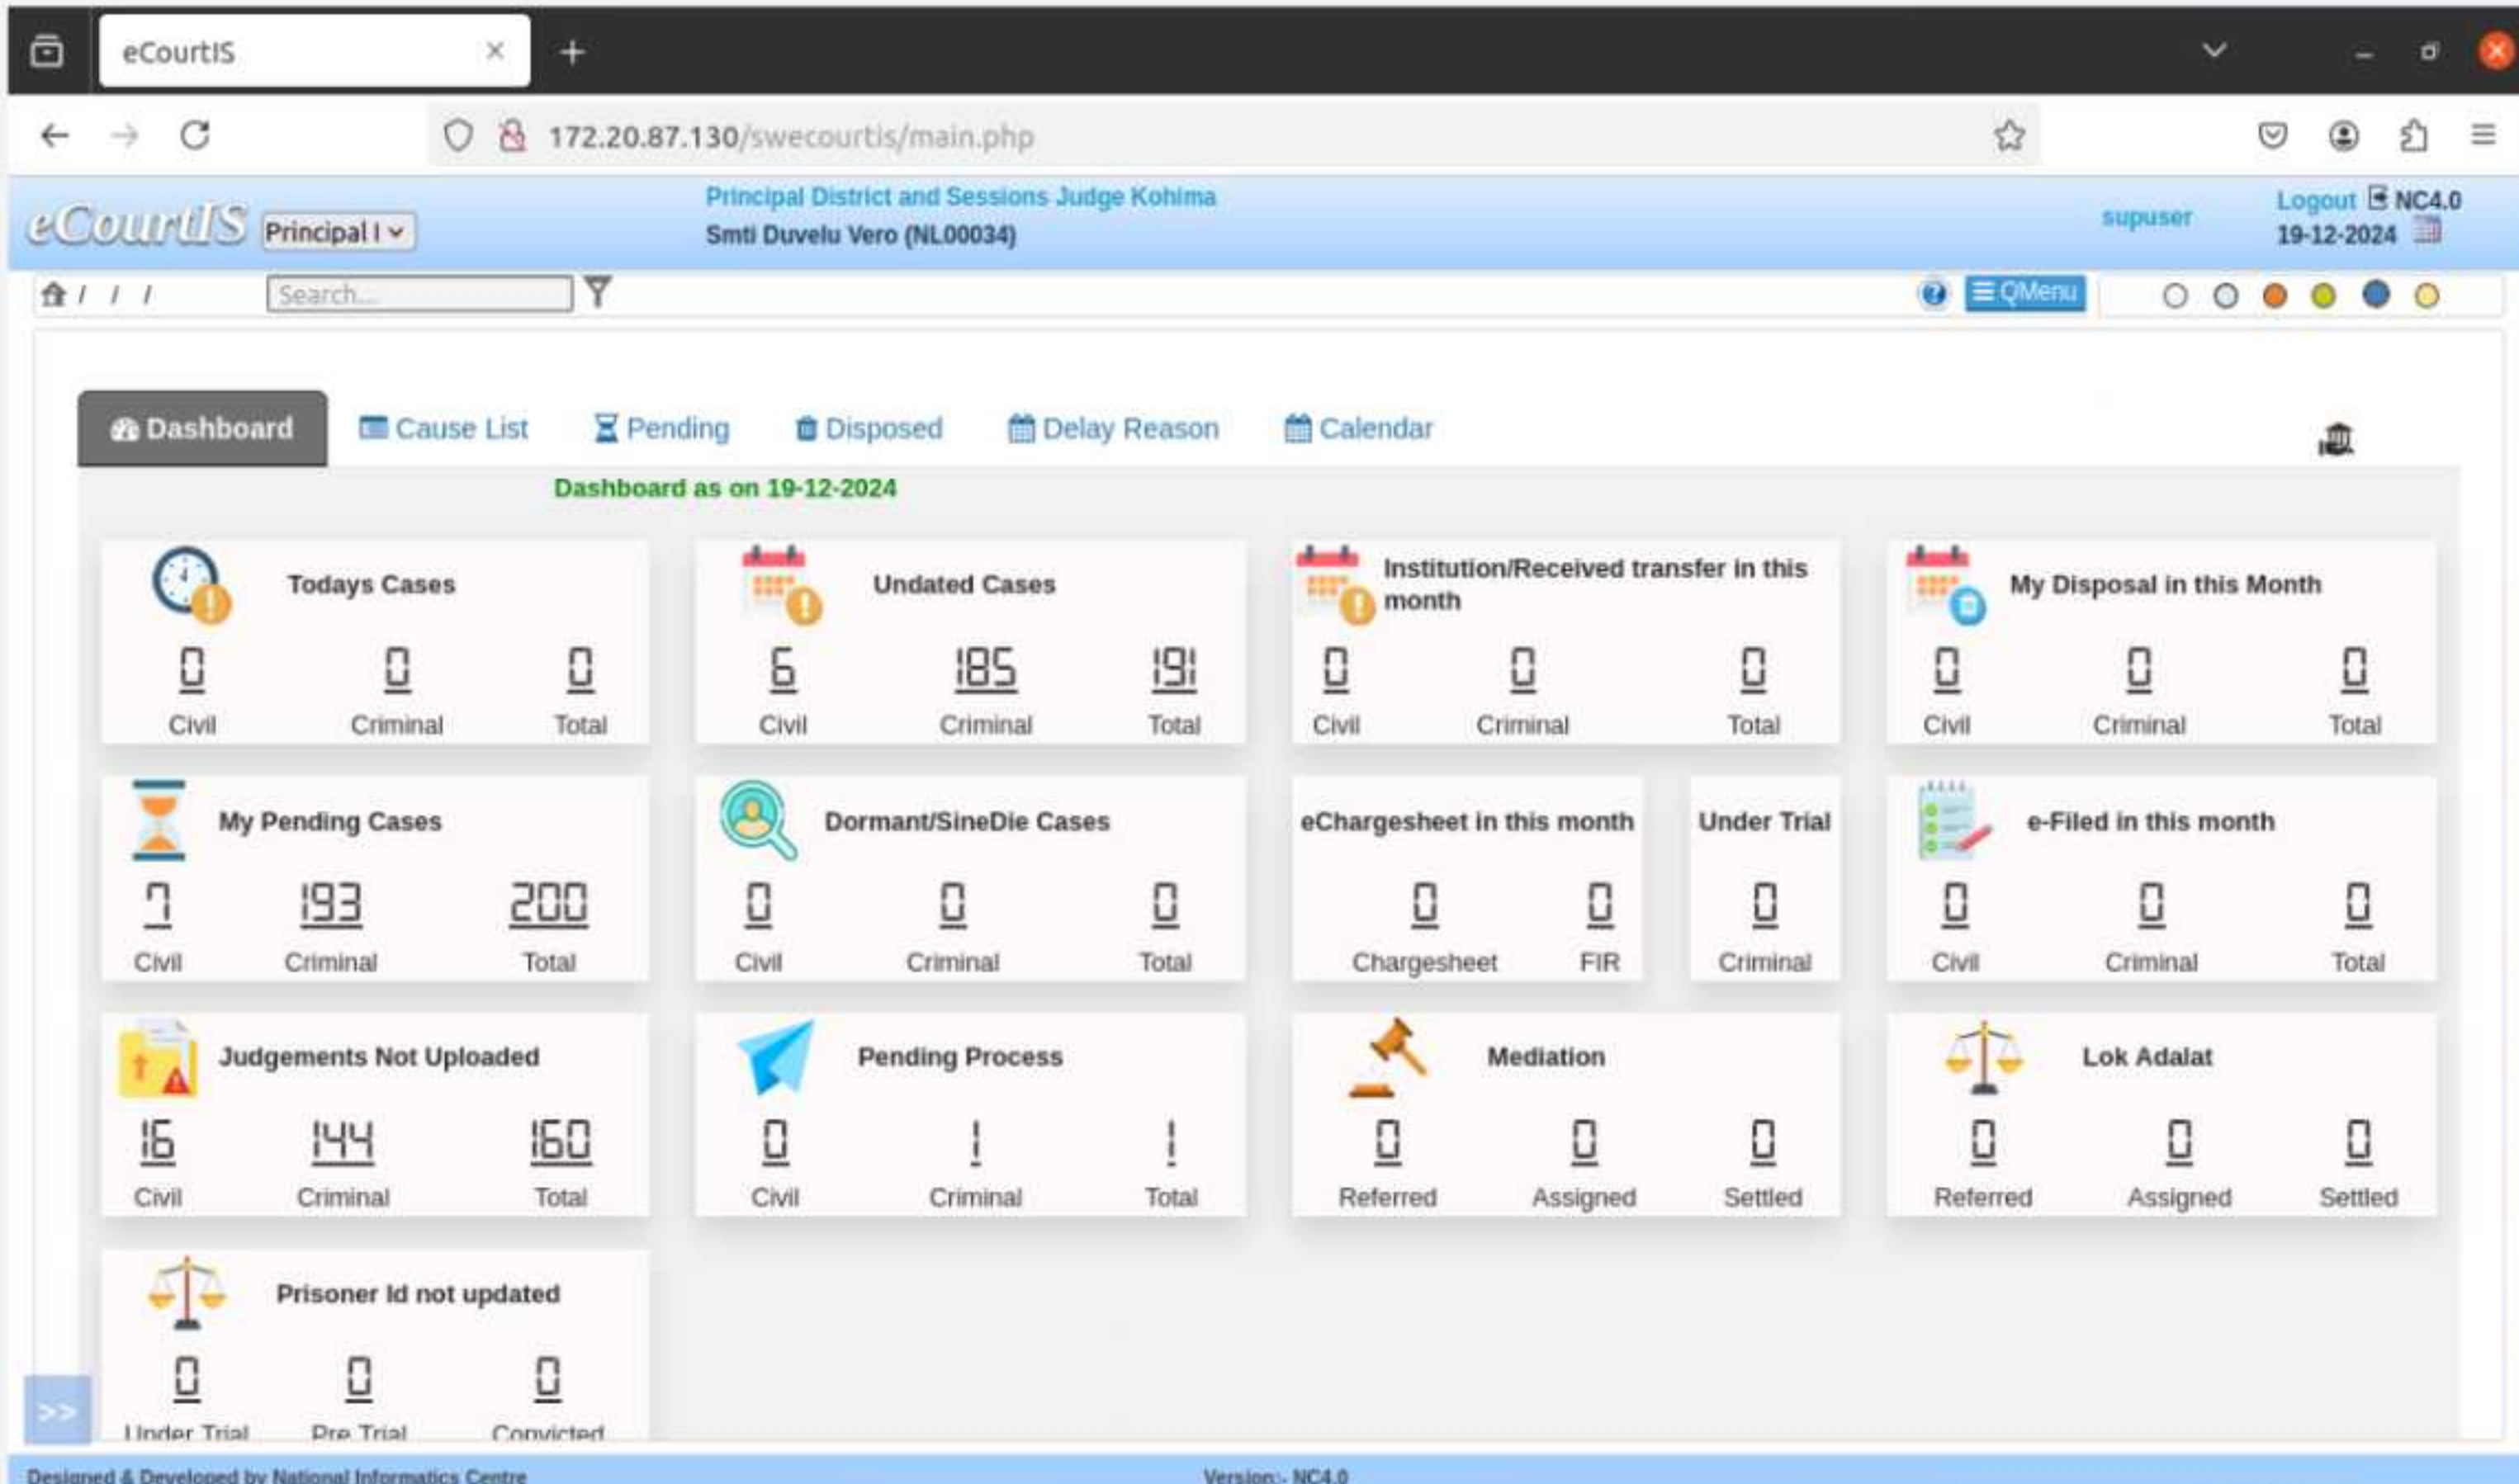 eCourtIS
172.20.87.130/swecourtis/main.php
eCourtIS Principal I Principal District and Sessions Judge Kohima supuser Logout NC4.0
Smti Duvelu Vero (NL00034) 19-12-2024
/ / / Search... ? QMenu
Dashboard Cause List Pending Disposed Delay Reason Calendar
Dashboard as on 19-12-2024
Todays Cases
0 0 0
Civil Criminal Total
Undated Cases
6 185 191
Civil Criminal Total
Institution/Received transfer in this
month
0 0 0
Civil Criminal Total
My Disposal in this Month
0 0 0
Civil Criminal Total
My Pending Cases
7 193 200
Civil Criminal Total
Dormant/SineDie Cases
0 0 0
Civil Criminal Total
eChargesheet in this month
0 0
Chargesheet FIR
Under Trial
0
Criminal
e-Filed in this month
0 0 0
Civil Criminal Total
Judgements Not Uploaded
16 144 160
Civil Criminal Total
Pending Process
0 1 1
Civil Criminal Total
Mediation
0 0 0
Referred Assigned Settled
Lok Adalat
0 0 0
Referred Assigned Settled
Prisoner Id not updated
0 0 0
Under Trial Pre Trial Convicted
>>
Designed & Developed by National Informatics Centre Version:- NC4.0